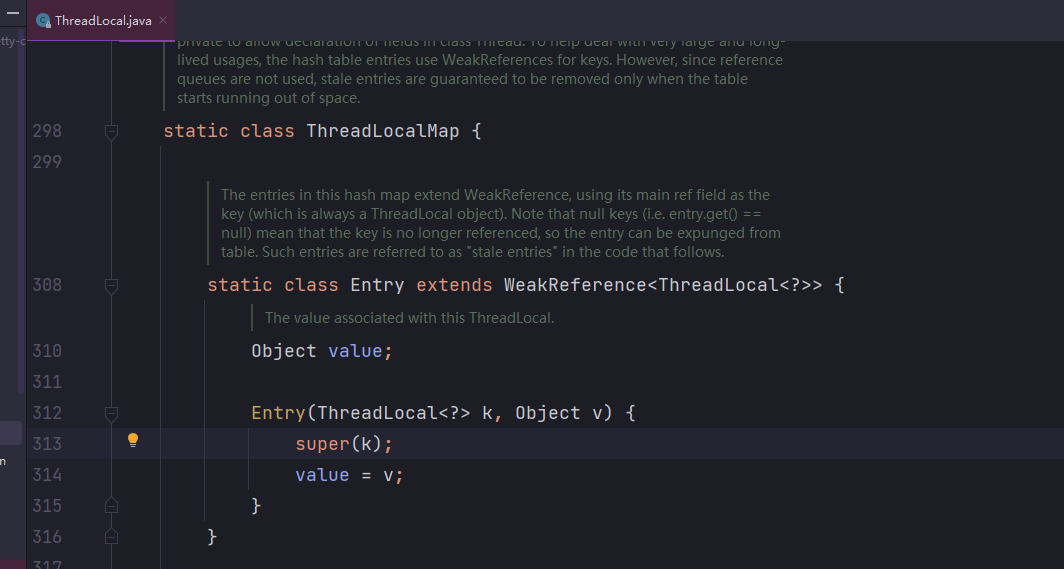 ThreadLocal.java
etty-c
private to allow declaration of fields in class Thread. To help deal with very large and long-
lived usages, the hash table entries use WeakReferences for keys. However, since reference
queues are not used, stale entries are guaranteed to be removed only when the table
starts running out of space.
298 static class ThreadLocalMap {
299
The entries in this hash map extend WeakReference, using its main ref field as the
key (which is always a ThreadLocal object). Note that null keys (i.e. entry.get() ==
null) mean that the key is no longer referenced, so the entry can be expunged from
table. Such entries are referred to as "stale entries" in the code that follows.
308 static class Entry extends WeakReference<ThreadLocal<?>> {
The value associated with this ThreadLocal.
310 Object value;
311
312 Entry(ThreadLocal<?> k, Object v) {
313 super(k);
n
314 value = v;
315 }
316 }
317